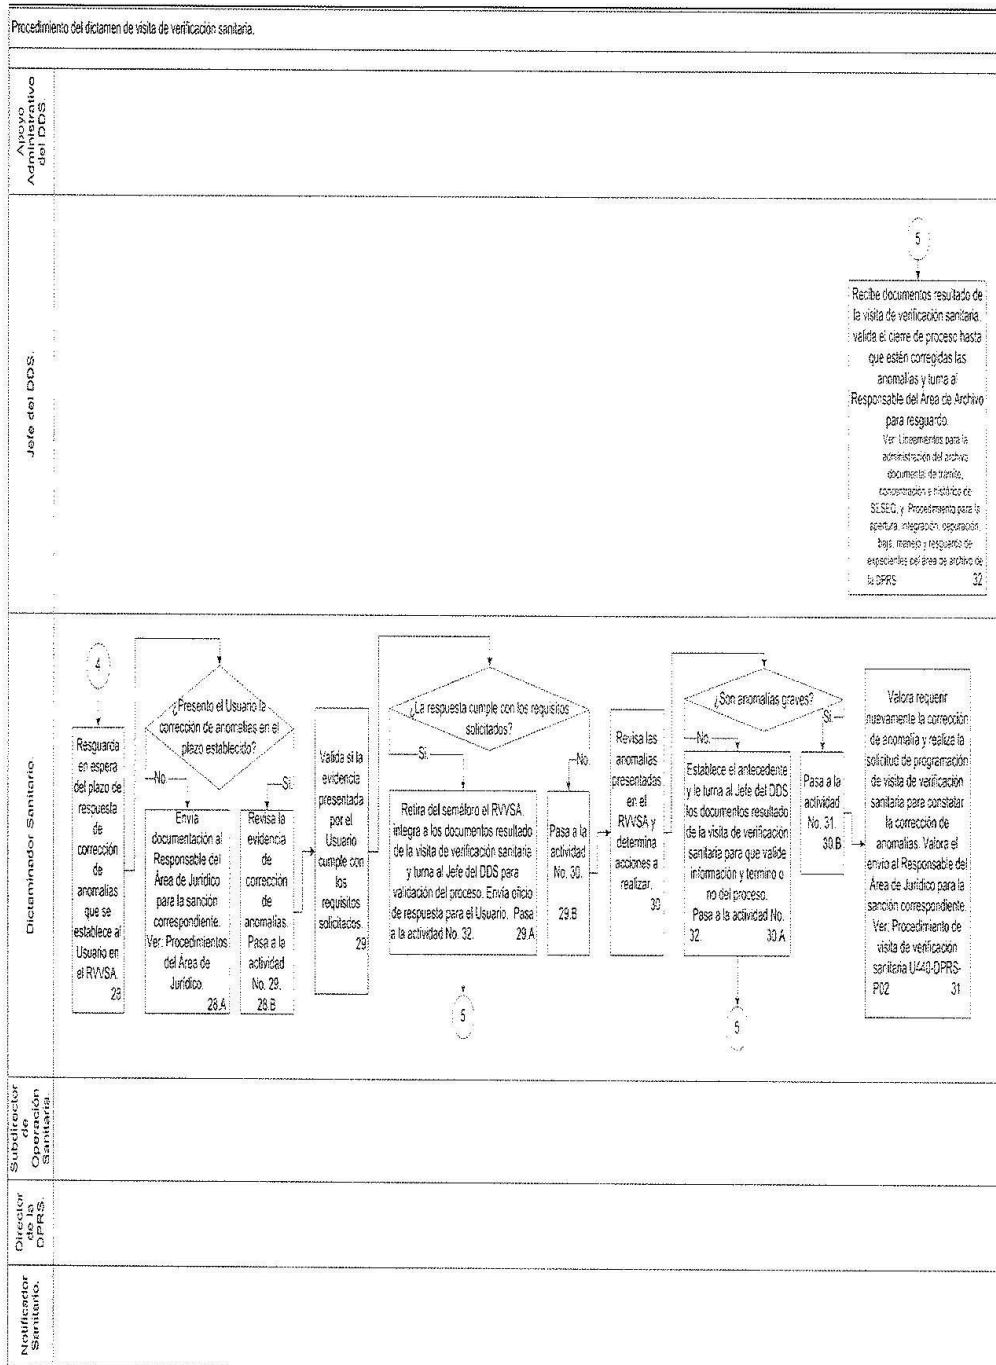 Procedimiento del dictamen de visita de verificación sanitaria.
Apoyo
Administrativo
del DDS.
Jefe del DDS.
5
Recibe documentos resultado de
la visita de verificación sanitaria,
valida el cierre de proceso hasta
que estén corregidas las
anomalías y turna al
Responsable del Área de Archivo
para resguardo.
Ver: Lineamientos para la
administración del archivo
documental de trámite,
concentración e histórico de
SESEQ, y Procedimiento para la
apertura, integración, depuración,
baja, manejo y resguardo de
expedientes del área de archivo de
la DPRS
32
Dictaminador Sanitario.
4
Resguarda
en espera
del plazo de
respuesta
de
corrección
de
anomalías
que se
establece al
Usuario en
el RVVSA.
28
¿Presento el Usuario la
corrección de anomalías en el
plazo establecido?
No.
Envía
documentación al
Responsable del
Área de Jurídico
para la sanción
correspondiente.
Ver: Procedimientos
del Área de
Jurídico.
28.A
Si.
Revisa la
evidencia
de
corrección
de
anomalías.
Pasa a la
actividad
No. 29.
28.B
Valida si la
evidencia
presentada
por el
Usuario
cumple con
los
requisitos
solicitados.
29
¿La respuesta cumple con los requisitos
solicitados?
Si.
Retira del semáforo el RVVSA,
integra a los documentos resultado
de la visita de verificación sanitaria
y turna al Jefe del DDS para
validación del proceso. Envía oficio
de respuesta para el Usuario. Pasa
a la actividad No. 32.
29.A
5
No.
Pasa a la
actividad
No. 30.
29.B
Revisa las
anomalías
presentadas
en el
RVVSA y
determina
acciones a
realizar.
30
¿Son anomalías graves?
No.
Establece el antecedente
y le turna al Jefe del DDS
los documentos resultado
de la visita de verificación
sanitaria para que valide
información y termino o
no del proceso.
Pasa a la actividad No.
32.
30.A
5
Si.
Pasa a la
actividad
No. 31.
30.B
Valora requerir
nuevamente la corrección
de anomalía y realiza la
solicitud de programación
de visita de verificación
sanitaria para constatar
la corrección de
anomalías. Valora el
envío al Responsable del
Área de Jurídico para la
sanción correspondiente.
Ver: Procedimiento de
visita de verificación
sanitaria U440-DPRS-
P02
31
Subdirector
de
Operación
Sanitaria.
Director
de la
DPRS.
Notificador
Sanitario.